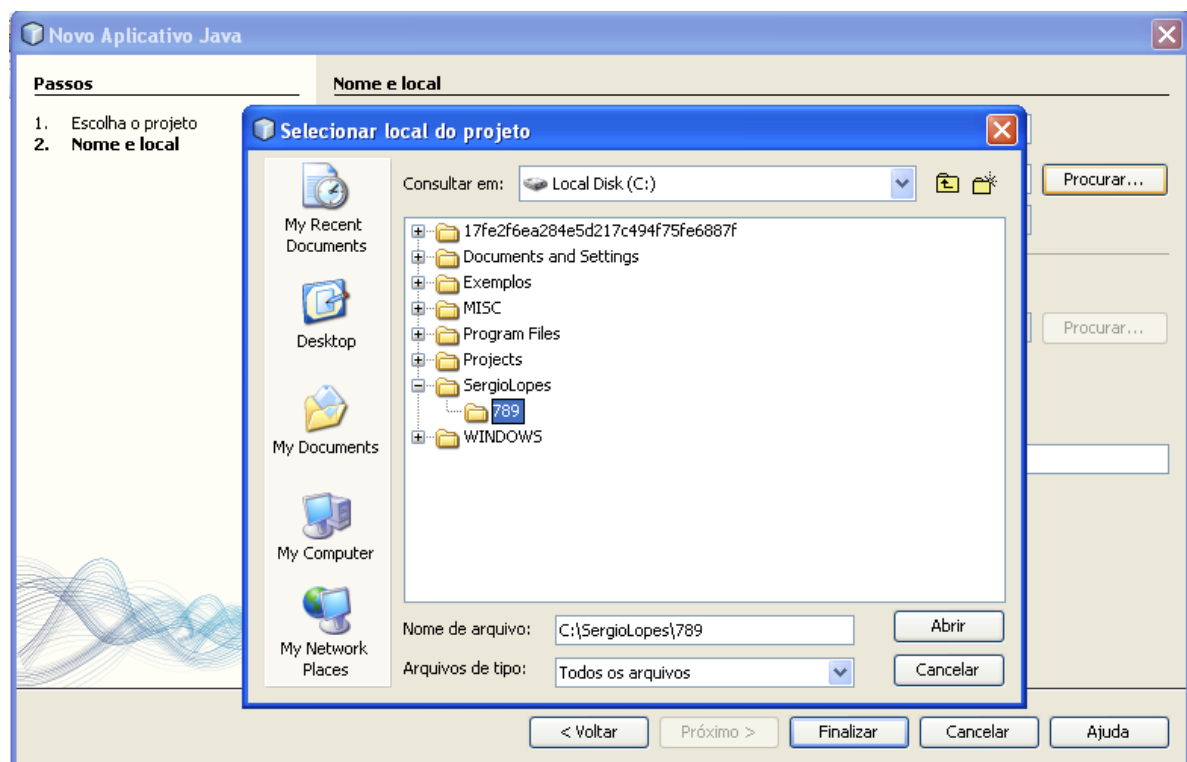 Novo Aplicativo Java
Passos
1. Escolha o projeto
2. Nome e local
Nome e local
Procurar...
Procurar...
Selecionar local do projeto
Consultar em: Local Disk (C:)
My Recent
Documents
Desktop
My Documents
My Computer
My Network
Places
17fe2f6ea284e5d217c494f75fe6887f
Documents and Settings
Exemplos
MISC
Program Files
Projects
SergioLopes
789
WINDOWS
Nome de arquivo: C:\SergioLopes\789
Abrir
Arquivos de tipo: Todos os arquivos
Cancelar
< Voltar Próximo > Finalizar Cancelar Ajuda